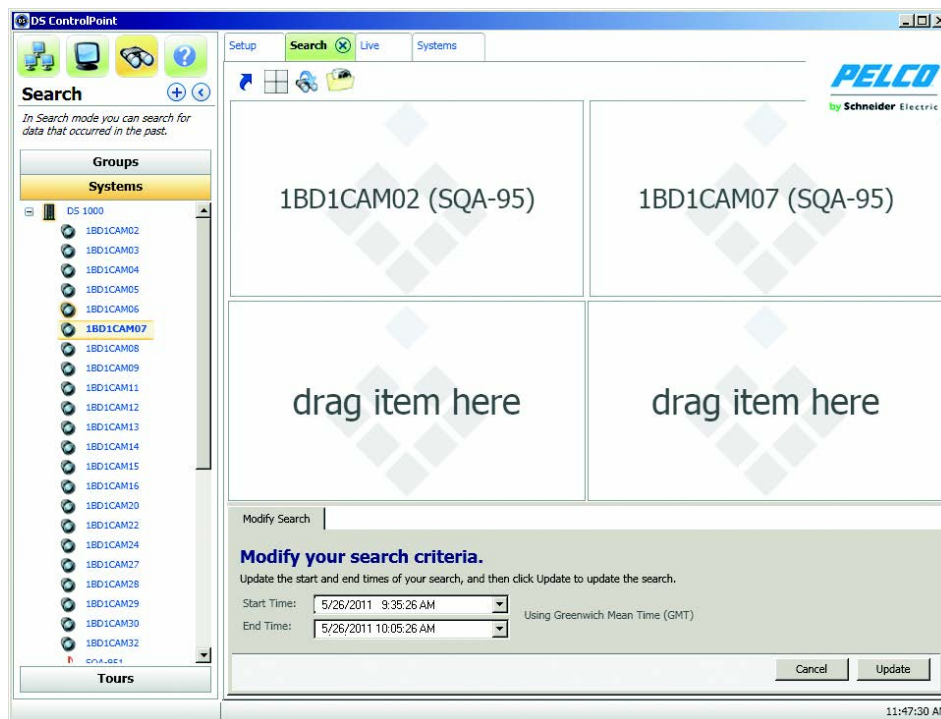 DS ControlPoint
Search
In Search mode you can search for
data that occurred in the past.
Groups
Systems
DS 1000
1BD1CAM02
1BD1CAM03
1BD1CAM04
1BD1CAM05
1BD1CAM06
1BD1CAM07
1BD1CAM08
1BD1CAM09
1BD1CAM11
1BD1CAM12
1BD1CAM13
1BD1CAM14
1BD1CAM15
1BD1CAM16
1BD1CAM20
1BD1CAM22
1BD1CAM24
1BD1CAM27
1BD1CAM28
1BD1CAM29
1BD1CAM30
1BD1CAM32
Tours
Setup
Search
Live
Systems
PELCO
by Schneider Electric
1BD1CAM02 (SQA-95)
1BD1CAM07 (SQA-95)
drag item here
drag item here
Modify Search
Modify your search criteria.
Update the start and end times of your search, and then click Update to update the search.
Start Time:
5/26/2011 9:35:26 AM
Using Greenwich Mean Time (GMT)
End Time:
5/26/2011 10:05:26 AM
Cancel
Update
11:47:30